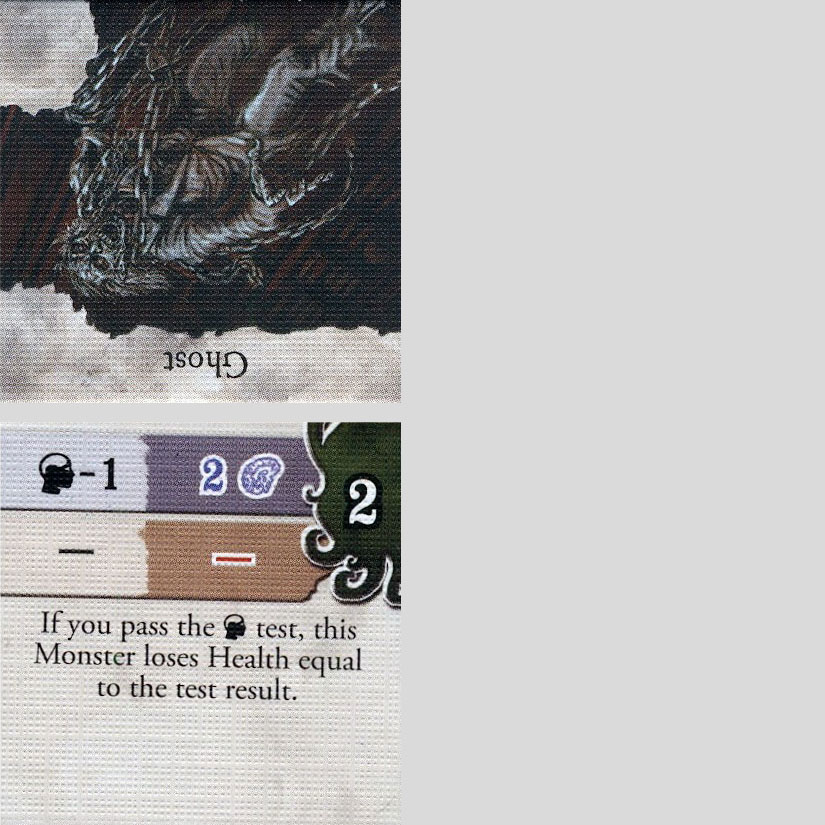 Ghost
-1 2 2
— —
If you pass the test, this
Monster loses Health equal
to the test result.